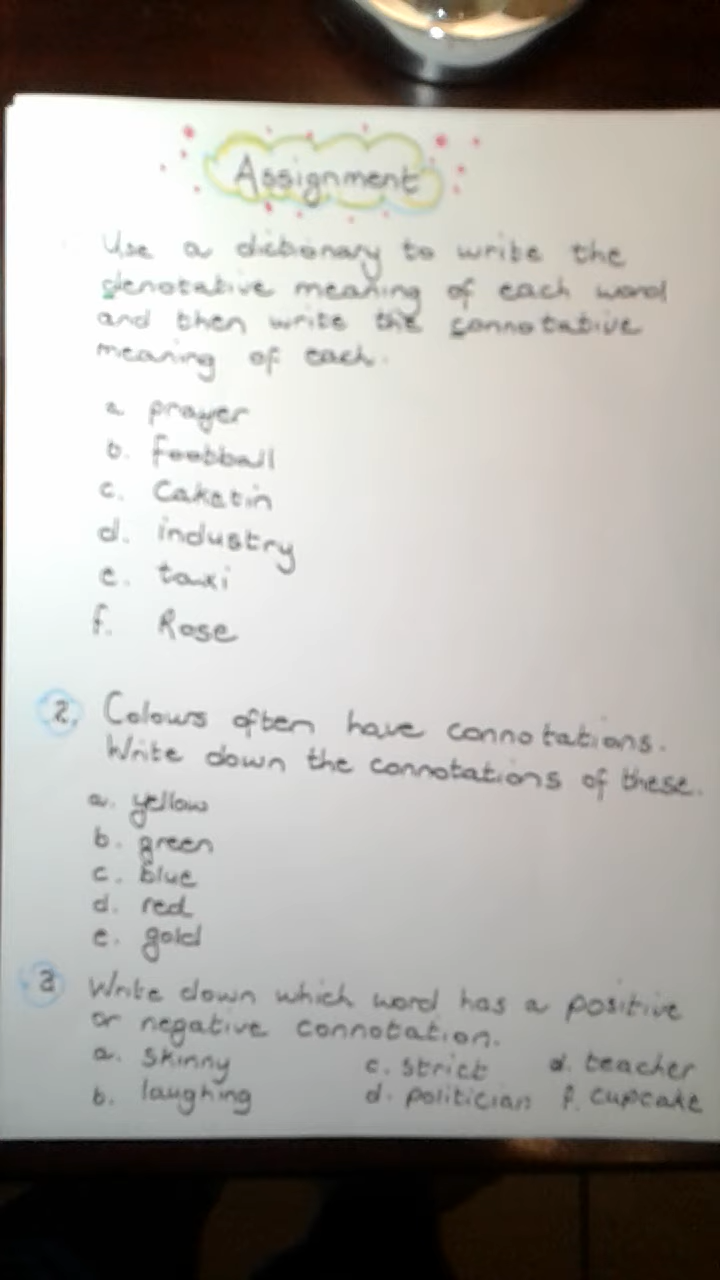 Assignment
Use a dictionary to write the
denotative meaning of each word
and then write the connotative
meaning of each.
a. prayer
b. football
c. Caketin
d. industry
e. taxi
f. Rose
2. Colours often have connotations.
Write down the connotations of these.
a. yellow
b. green
c. blue
d. red
e. gold
3 Write down which word has a positive
or negative connotation.
a. skinny c. strict d. teacher
b. laughing d. politician f. cupcake